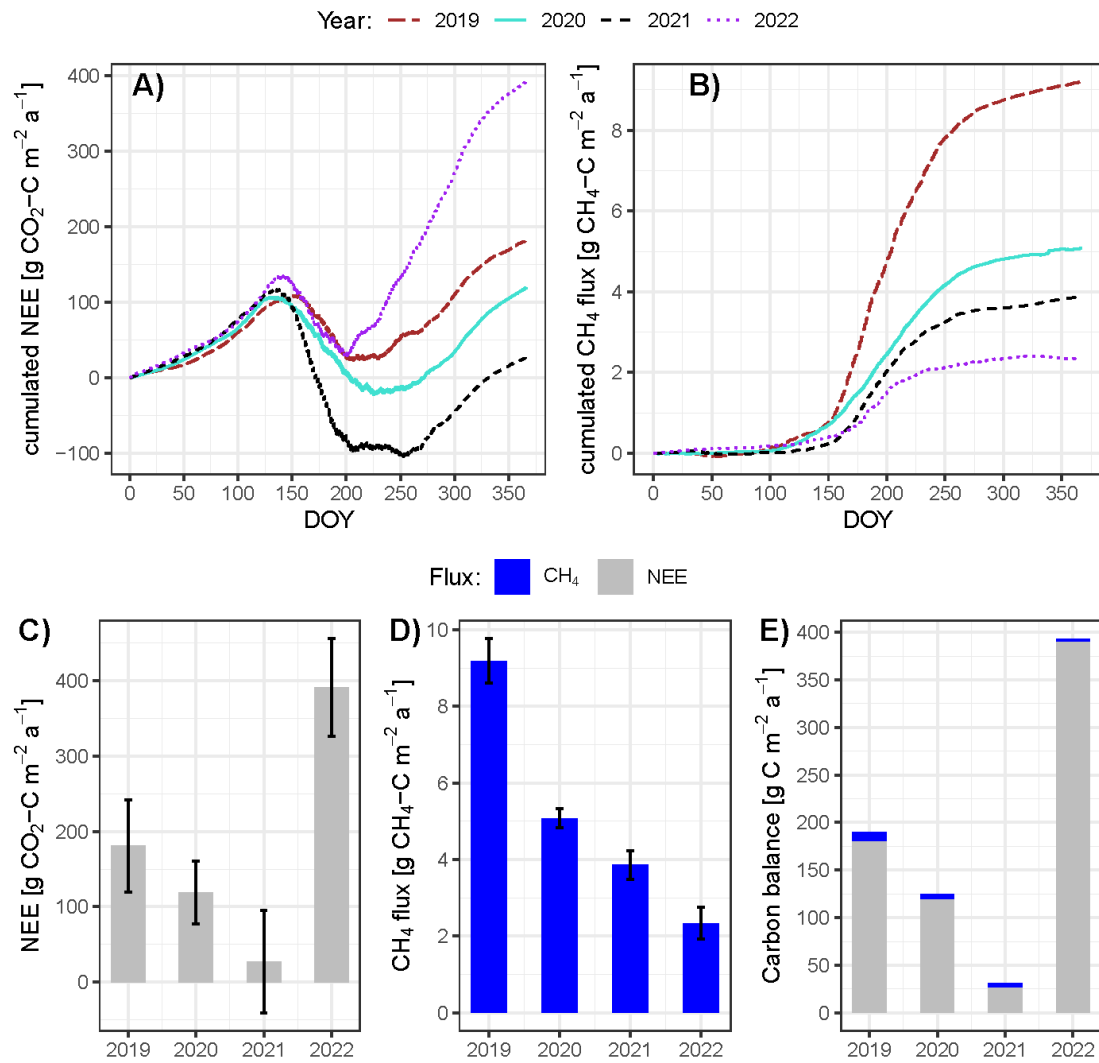 Year: 2019 2020 2021 2022
A)
cumulated NEE [g CO₂−C m⁻² a⁻¹]
400
300
200
100
0
−100
0 50 100 150 200 250 300 350
DOY
B)
cumulated CH₄ flux [g CH₄−C m⁻² a⁻¹]
8
6
4
2
0
0 50 100 150 200 250 300 350
DOY
Flux: CH₄ NEE
C)
NEE [g CO₂−C m⁻² a⁻¹]
400
300
200
100
0
2019 2020 2021 2022
D)
CH₄ flux [g CH₄−C m⁻² a⁻¹]
10
8
6
4
2
0
2019 2020 2021 2022
E)
Carbon balance [g C m⁻² a⁻¹]
400
375
250
200
150
100
50
0
2019 2020 2021 2022